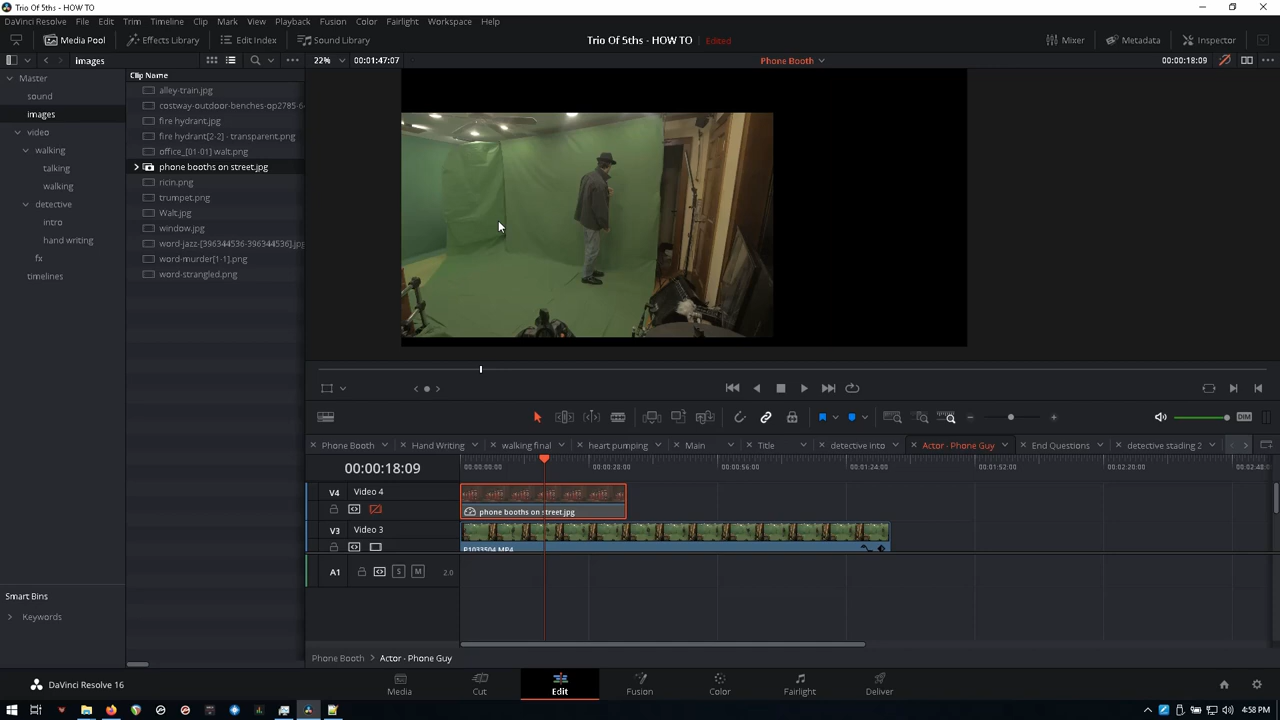 Trio Of 5ths - HOW TO
DaVinci Resolve File Edit Trim Timeline Clip Mark View Playback Fusion Color Fairlight Workspace Help
Media Pool Effects Library Edit Index Sound Library Trio Of 5ths - HOW TO Edited Mixer Metadata Inspector
images 22% 00:01:47:07 Phone Booth 00:00:18:09
Master
sound
images
video
walking
talking
walking
detective
intro
hand writing
fx
timelines
Smart Bins
Keywords
Clip Name
alley-train.jpg
costway-outdoor-benches-op2785-64
fire hydrant.jpg
fire hydrant[2-2] - transparent.png
office_[01-01] walt.png
phone booths on street.jpg
ricin.png
trumpet.png
Walt.jpg
window.jpg
word-jazz-[396344536-396344536].jpg
word-murder[1-1].png
word-strangled.png
DIM
Phone Booth Hand Writing walking final heart pumping Main Title detective into Actor - Phone Guy End Questions detective stading 2
00:00:18:09 00:00:00:00 00:00:28:00 00:00:56:00 00:01:24:00 00:01:52:00 00:02:20:00 00:02:48:00
V4 Video 4
phone booths on street.jpg
V3 Video 3
P1033504.MP4
A1 S M 2.0
Phone Booth Actor - Phone Guy
DaVinci Resolve 16 Media Cut Edit Fusion Color Fairlight Deliver
4:58 PM